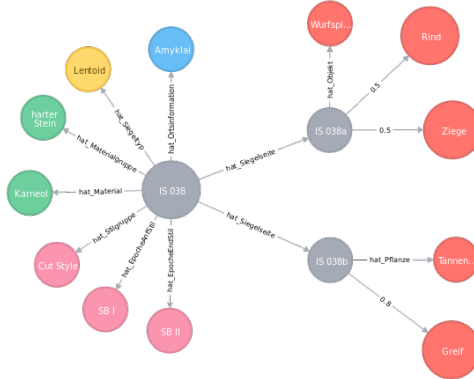 Wurfspi...
Rind
Amyklai
Lentoid
hat_Objekt
0.5
harter
Stein
hat_Siegeltyp
hat_Ortsinformation
IS 038a
0.5
Ziege
hat_Materialgruppe
hat_Siegelseite
Karneol
hat_Material
IS 038
hat_Siegelseite
hat_Stilgruppe
Cut Style
hat_EpocheAnfStil
hat_EpocheEndStil
IS 038b
hat_Pflanze
Tannen...
SB I
SB II
0.8
Greif